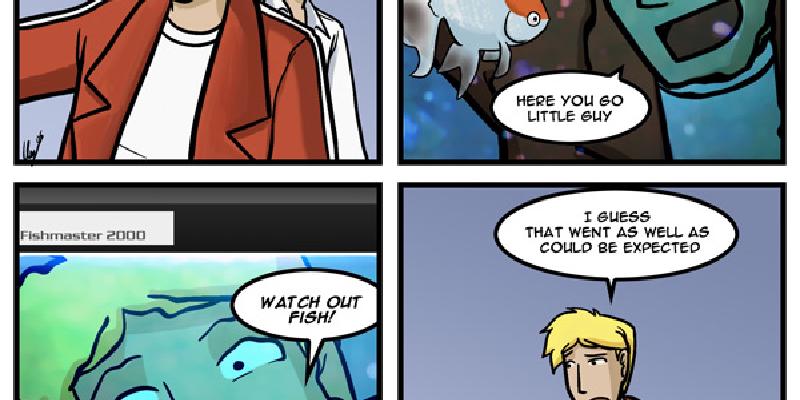 HERE YOU GO
LITTLE GUY
Fishmaster 2000
WATCH OUT
FISH!
I GUESS
THAT WENT AS WELL AS
COULD BE EXPECTED